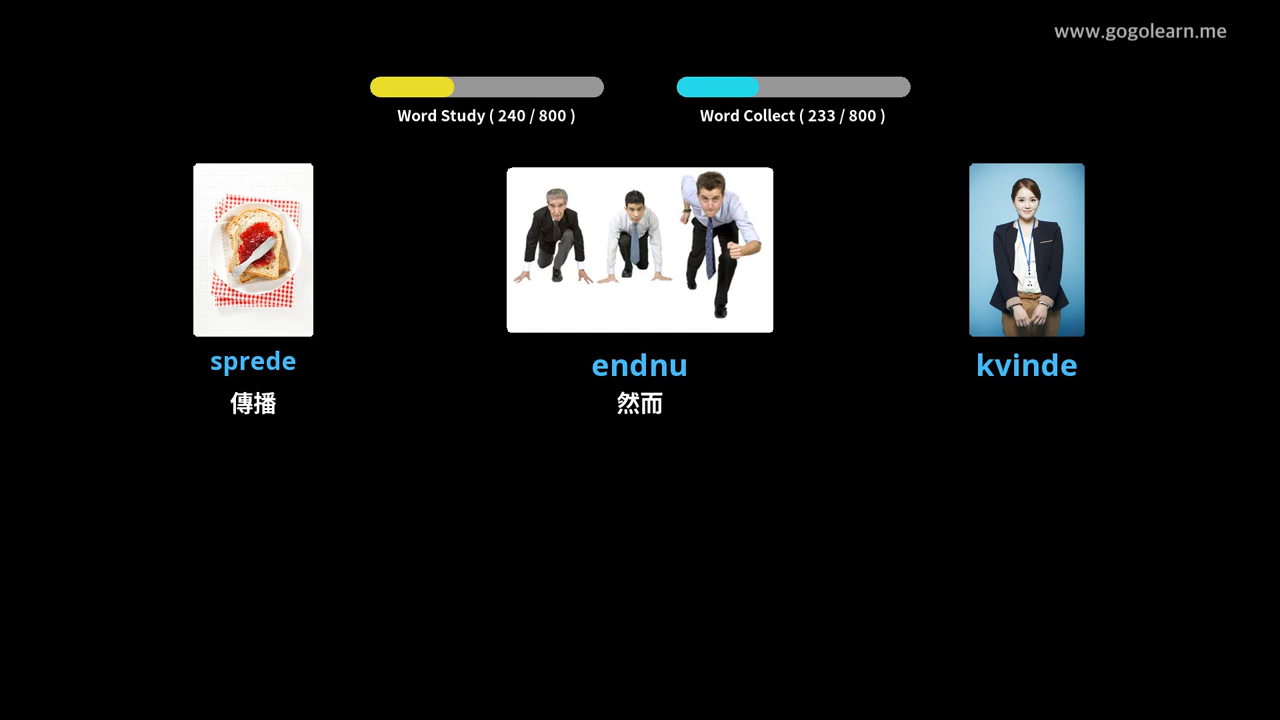 www.gogolearn.me
Word Study ( 240 / 800 )
Word Collect ( 233 / 800 )
sprede
endnu
kvinde
傳播
然而